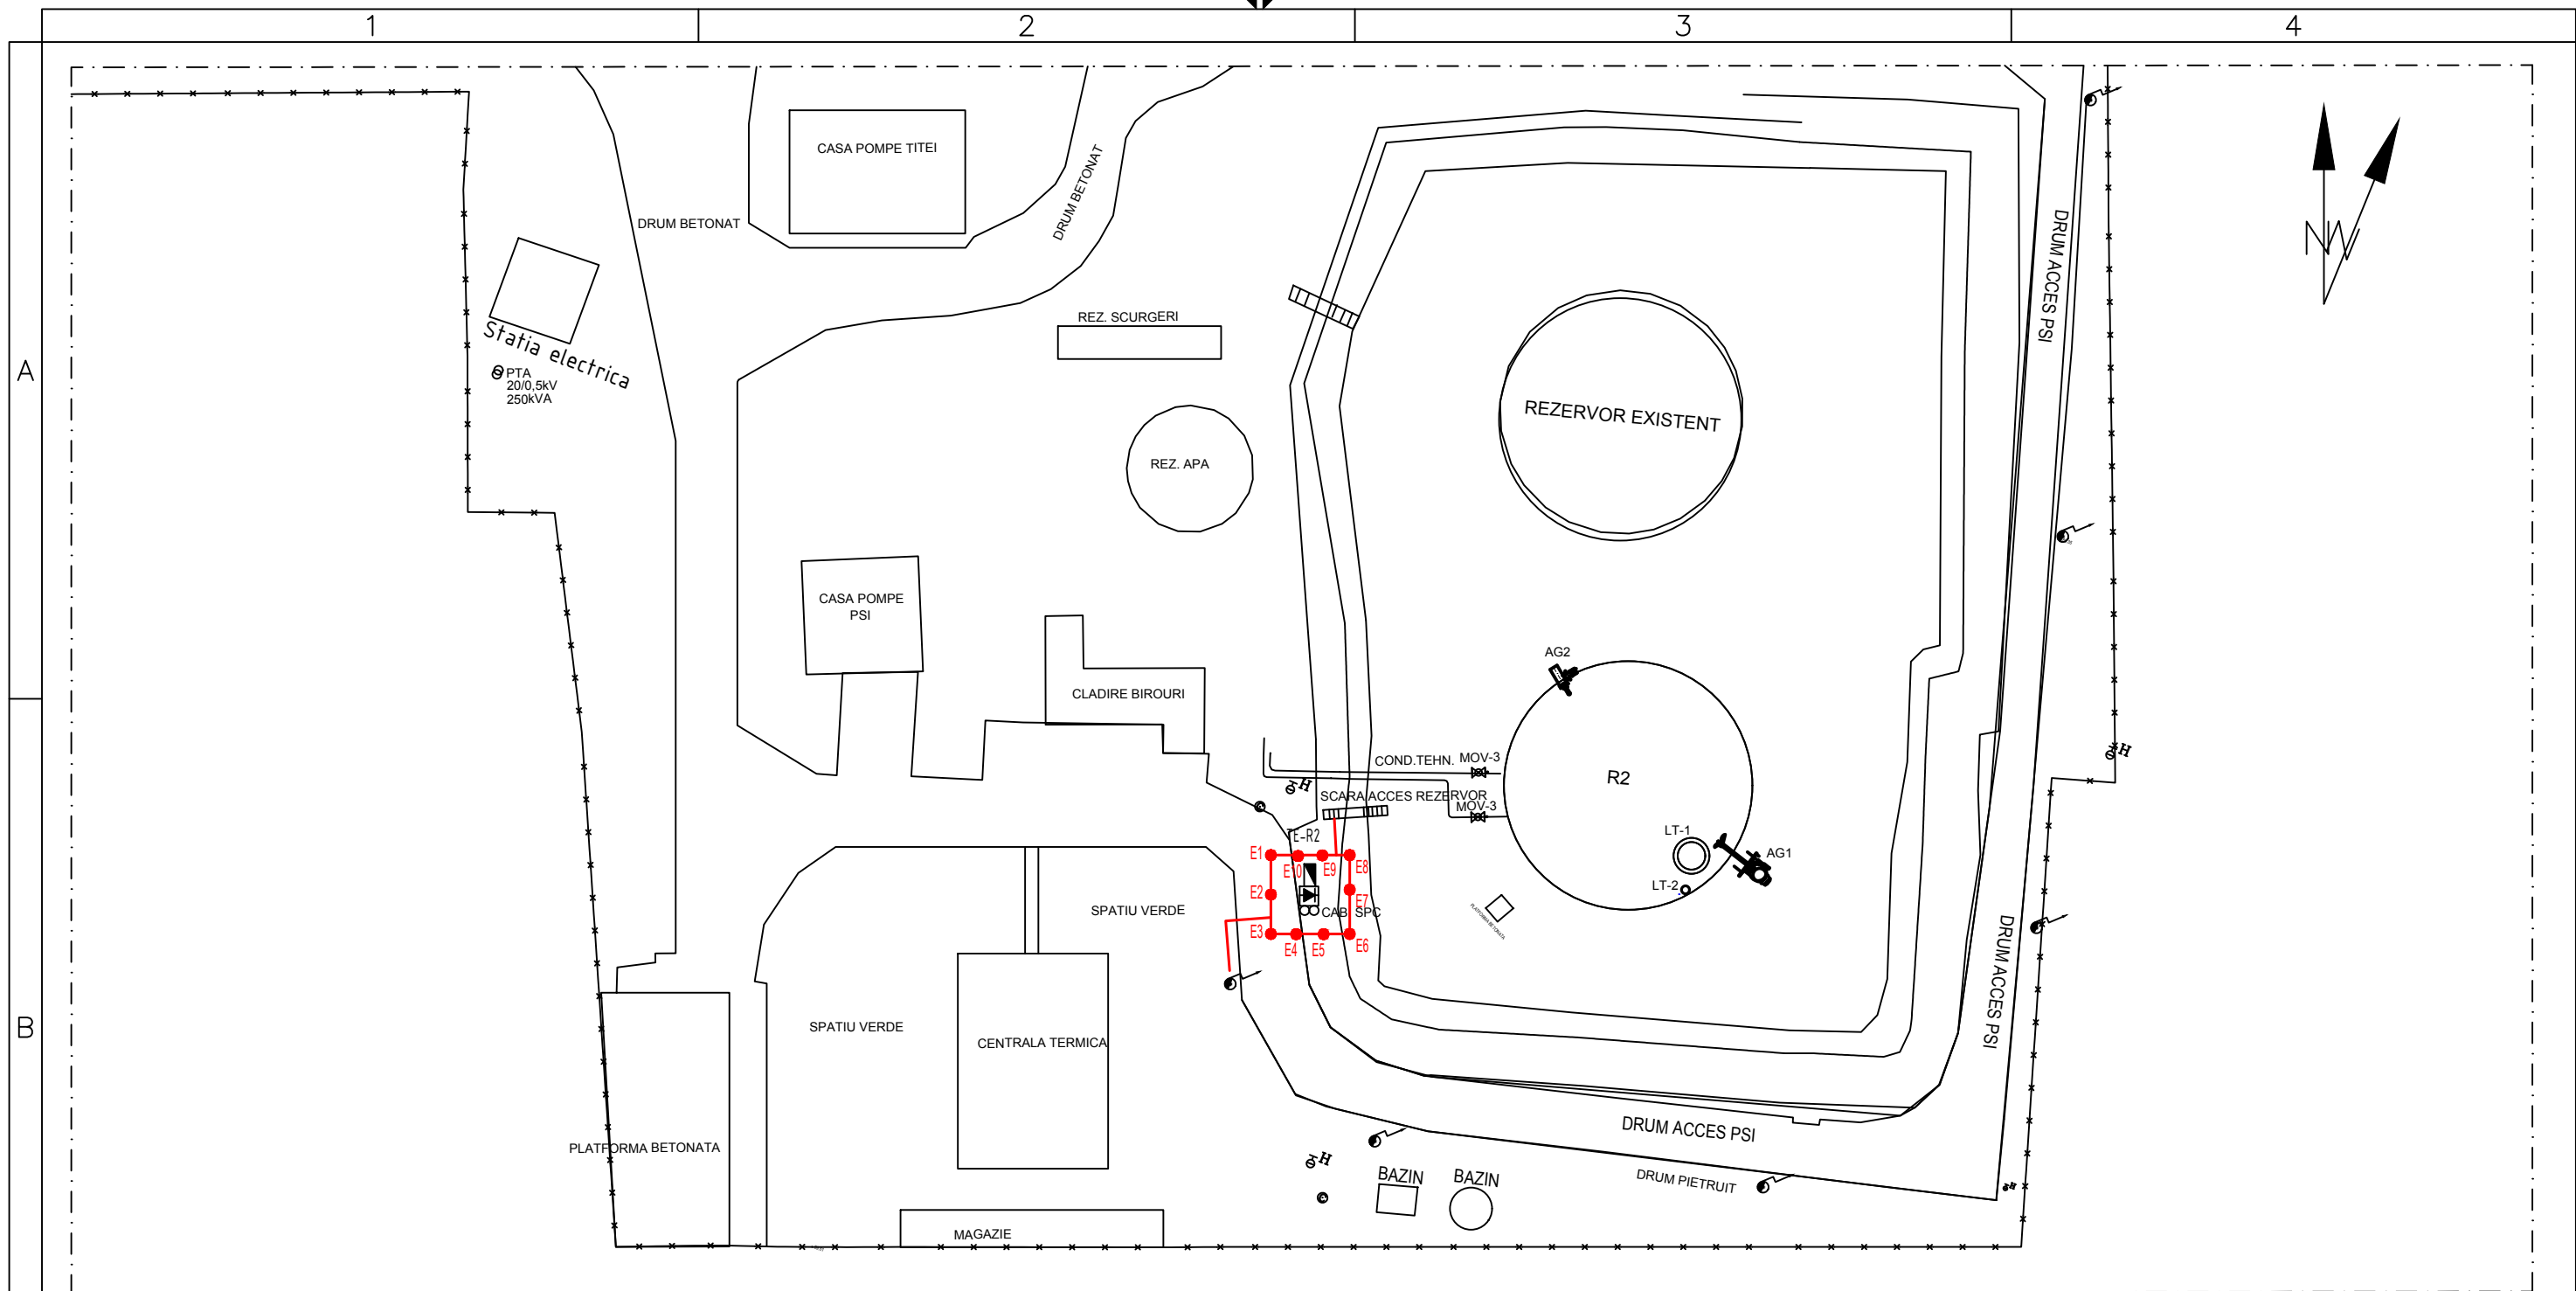 1
2
3
4
A
B
CASA POMPE TITEI
DRUM BETONAT
DRUM BETONAT
Statia electrica
PTA
20/0,5kV
250kVA
REZ. SCURGERI
REZ. APA
REZERVOR EXISTENT
DRUM ACCES PSI
N
CASA POMPE
PSI
CLADIRE BIROURI
AG2
COND.TEHN.
MOV-3
SCARA ACCES REZERVOR
MOV-3
R2
H
H
LT-1
AG1
LT-2
TE-R2
E1
E10
E9
E8
E2
E7
CAB SPC
E3
E4
E5
E6
PLATFORMA BETONATA
SPATIU VERDE
SPATIU VERDE
CENTRALA TERMICA
DRUM ACCES PSI
DRUM ACCES PSI
PLATFORMA BETONATA
H
BAZIN
BAZIN
DRUM PIETRUIT
MAGAZIE